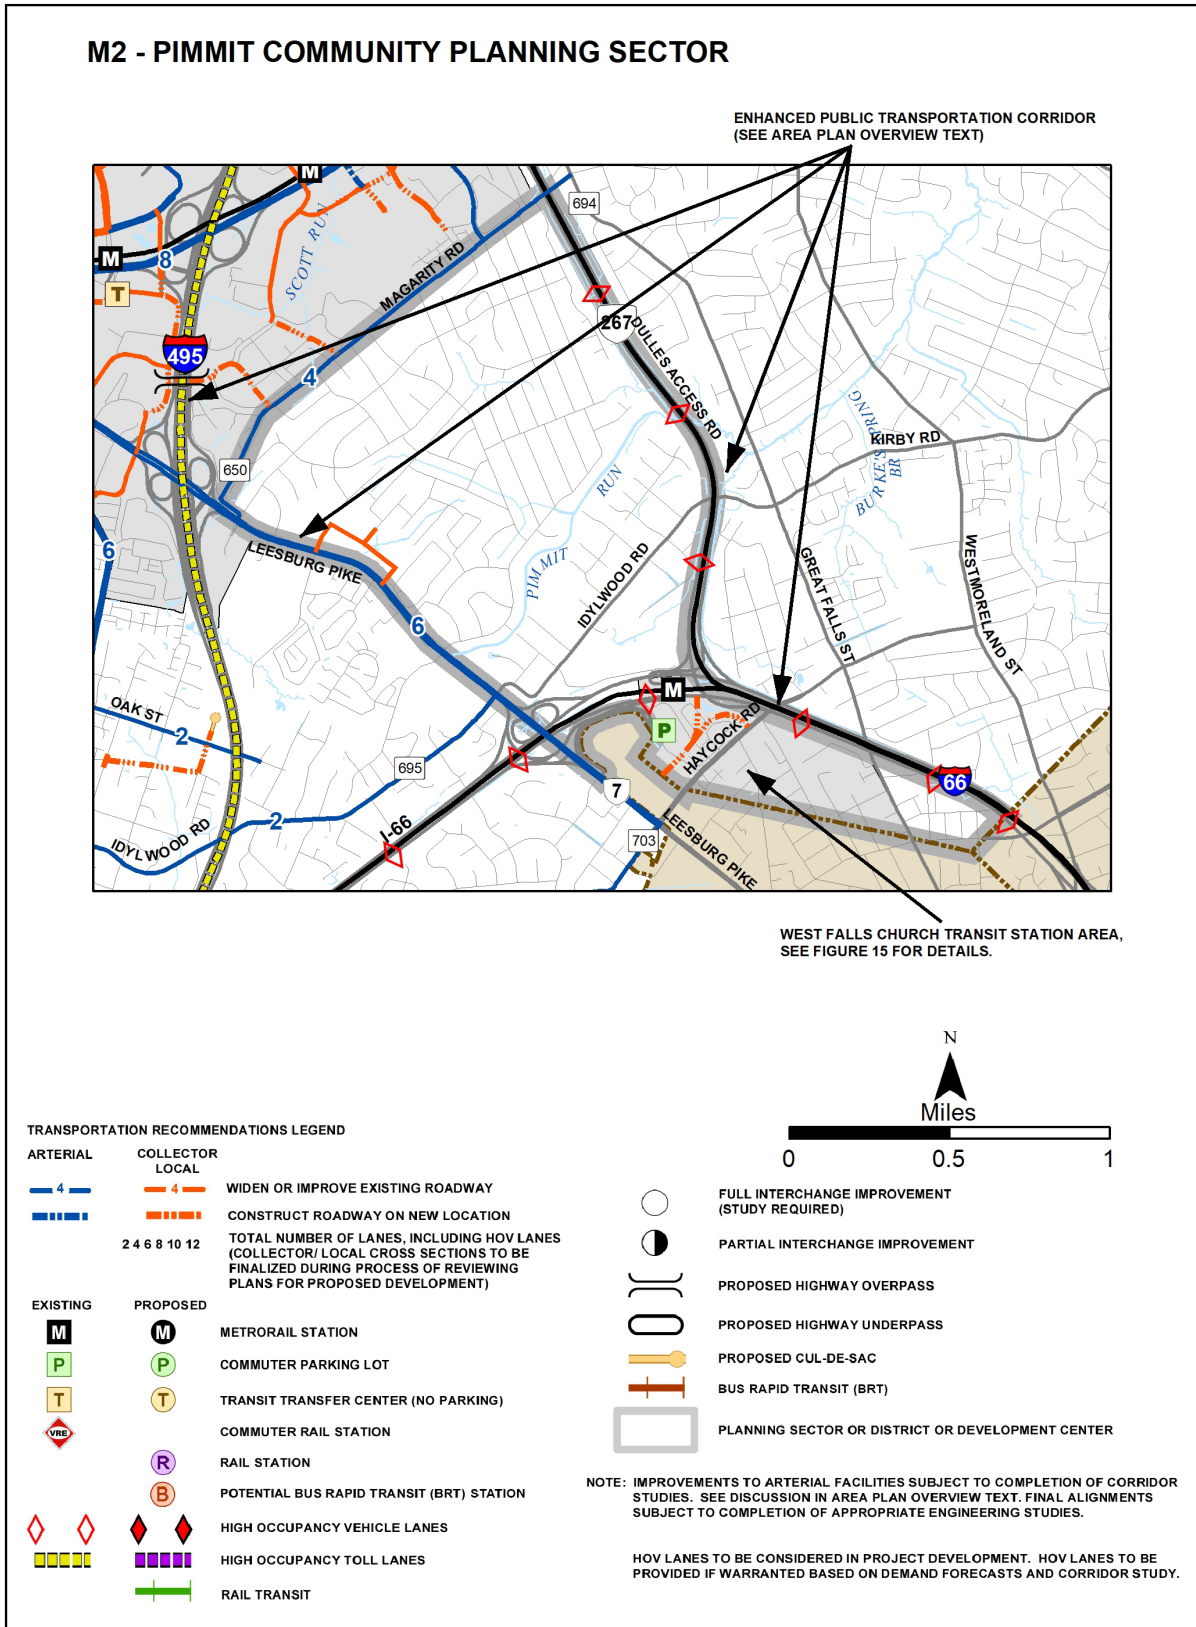 M2 - PIMMIT COMMUNITY PLANNING SECTOR
ENHANCED PUBLIC TRANSPORTATION CORRIDOR
(SEE AREA PLAN OVERVIEW TEXT)
M
694
SCOTT RUN
MAGARITY RD
M
8
T
267
DULLES ACCESS RD
495
4
BURKE'S SPRING
BR
KIRBY RD
650
RUN
PIMMIT
6
LEESBURG PIKE
IDYLWOOD RD
GREAT FALLS ST
WESTMORELAND ST
6
M
OAK ST
2
P
HAYCOCK RD
695
66
7
2
IDYLWOOD RD
I-66
703
LEESBURG PIKE
WEST FALLS CHURCH TRANSIT STATION AREA,
SEE FIGURE 15 FOR DETAILS.
N
Miles
0 0.5 1
TRANSPORTATION RECOMMENDATIONS LEGEND
ARTERIAL COLLECTOR
LOCAL
4 4 WIDEN OR IMPROVE EXISTING ROADWAY
CONSTRUCT ROADWAY ON NEW LOCATION
2 4 6 8 10 12 TOTAL NUMBER OF LANES, INCLUDING HOV LANES
(COLLECTOR/ LOCAL CROSS SECTIONS TO BE
FINALIZED DURING PROCESS OF REVIEWING
PLANS FOR PROPOSED DEVELOPMENT)
EXISTING PROPOSED
M M METRORAIL STATION
P P COMMUTER PARKING LOT
T T TRANSIT TRANSFER CENTER (NO PARKING)
VRE COMMUTER RAIL STATION
R RAIL STATION
B POTENTIAL BUS RAPID TRANSIT (BRT) STATION
HIGH OCCUPANCY VEHICLE LANES
HIGH OCCUPANCY TOLL LANES
RAIL TRANSIT
FULL INTERCHANGE IMPROVEMENT
(STUDY REQUIRED)
PARTIAL INTERCHANGE IMPROVEMENT
PROPOSED HIGHWAY OVERPASS
PROPOSED HIGHWAY UNDERPASS
PROPOSED CUL-DE-SAC
BUS RAPID TRANSIT (BRT)
PLANNING SECTOR OR DISTRICT OR DEVELOPMENT CENTER
NOTE: IMPROVEMENTS TO ARTERIAL FACILITIES SUBJECT TO COMPLETION OF CORRIDOR
STUDIES. SEE DISCUSSION IN AREA PLAN OVERVIEW TEXT. FINAL ALIGNMENTS
SUBJECT TO COMPLETION OF APPROPRIATE ENGINEERING STUDIES.
HOV LANES TO BE CONSIDERED IN PROJECT DEVELOPMENT. HOV LANES TO BE
PROVIDED IF WARRANTED BASED ON DEMAND FORECASTS AND CORRIDOR STUDY.